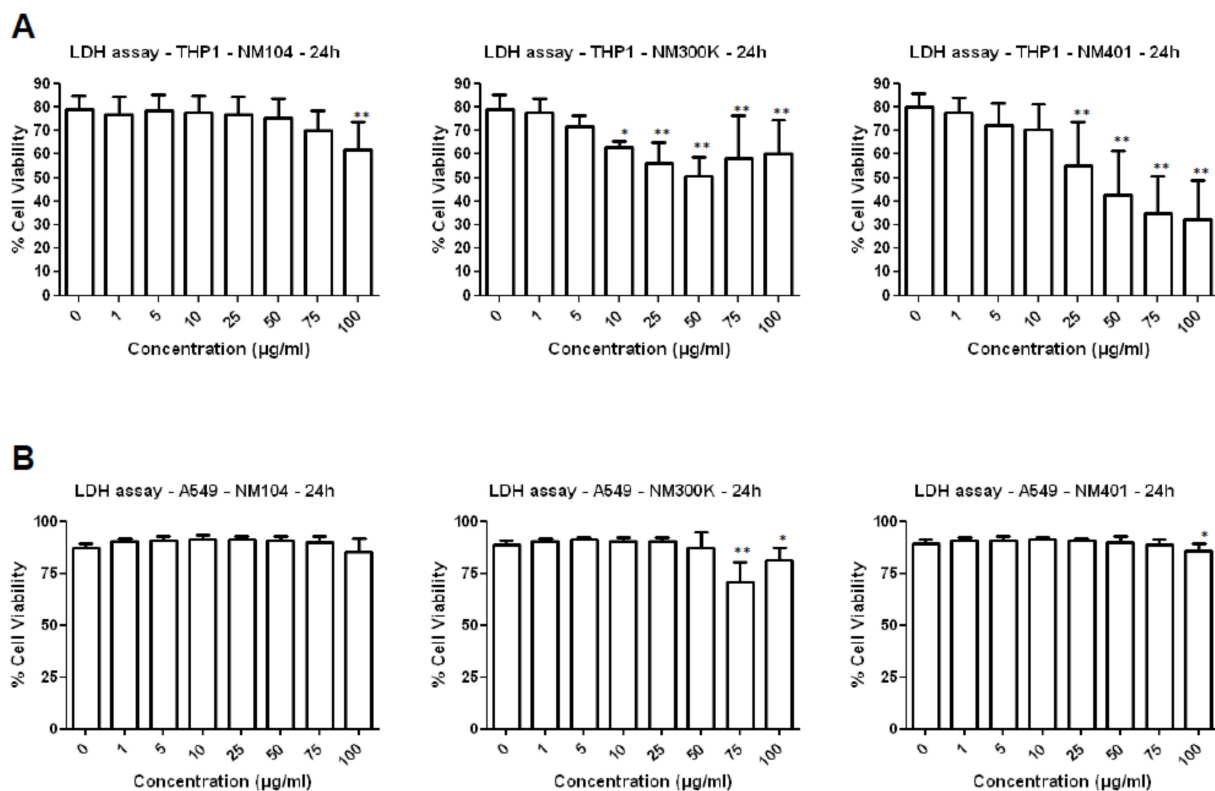 A
LDH assay - THP1 - NM104 - 24h
% Cell Viability
90
80
70
60
50
40
30
20
10
0
**
0 1 5 10 25 50 75 100
Concentration (µg/ml)
LDH assay - THP1 - NM300K - 24h
% Cell Viability
90
80
70
60
50
40
30
20
10
0
* ** ** ** **
0 1 5 10 25 50 75 100
Concentration (µg/ml)
LDH assay - THP1 - NM401 - 24h
% Cell Viability
90
80
70
60
50
40
30
20
10
0
** ** ** **
0 1 5 10 25 50 75 100
Concentration (µg/ml)
B
LDH assay - A549 - NM104 - 24h
% Cell Viability
100
75
50
25
0
0 1 5 10 25 50 75 100
Concentration (µg/ml)
LDH assay - A549 - NM300K - 24h
% Cell Viability
100
75
50
25
0
** *
0 1 5 10 25 50 75 100
Concentration (µg/ml)
LDH assay - A549 - NM401 - 24h
% Cell Viability
100
75
50
25
0
*
0 1 5 10 25 50 75 100
Concentration (µg/ml)